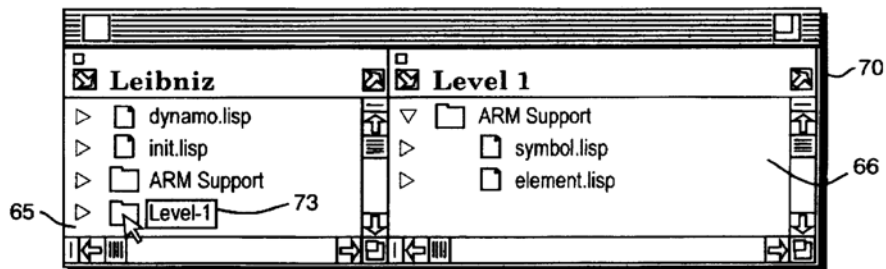 Leibniz
dynamo.lisp
init.lisp
ARM Support
Level-1
Level 1
ARM Support
symbol.lisp
element.lisp
65
73
66
70